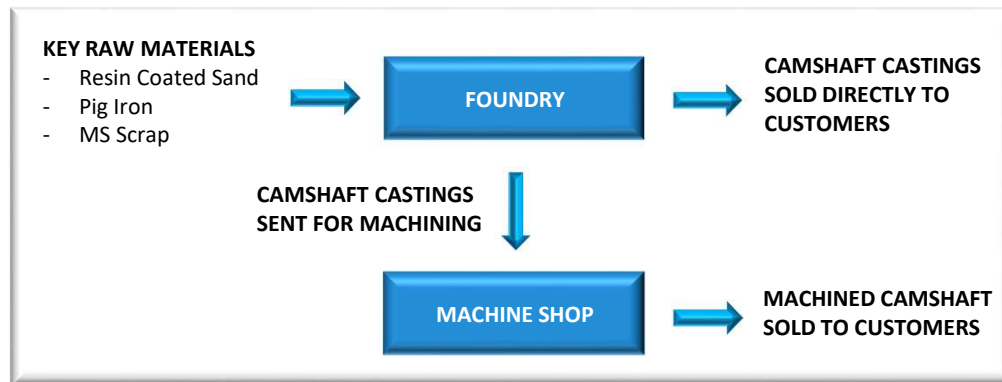 KEY RAW MATERIALS
- Resin Coated Sand
- Pig Iron
- MS Scrap
FOUNDRY
CAMSHAFT CASTINGS
SOLD DIRECTLY TO
CUSTOMERS
CAMSHAFT CASTINGS
SENT FOR MACHINING
MACHINE SHOP
MACHINED CAMSHAFT
SOLD TO CUSTOMERS